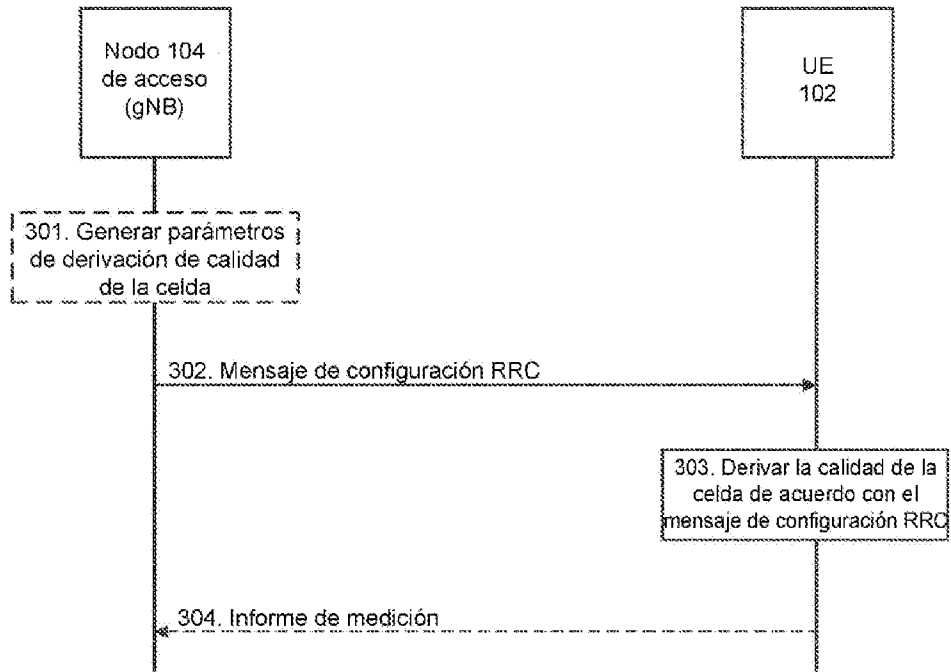 Nodo 104
de acceso
(gNB)
UE
102
301. Generar parámetros
de derivación de calidad
de la celda
302. Mensaje de configuración RRC
303. Derivar la calidad de la
celda de acuerdo con el
mensaje de configuración RRC
304. Informe de medición